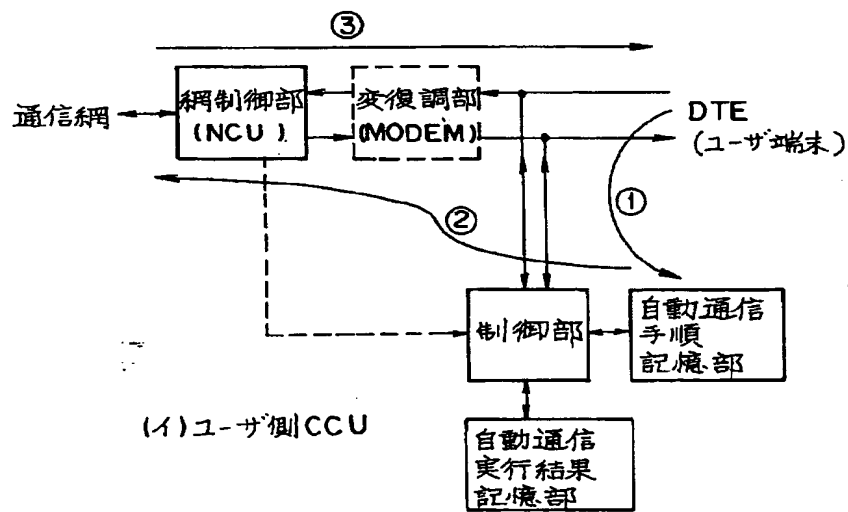 ③
通信網
網制御部
(NCU)
変復調部
(MODEM)
DTE
(ユーザ端末)
①
②
制御部
自動通信
手順
記憶部
(イ)ユーザ側CCU
自動通信
実行結果
記憶部